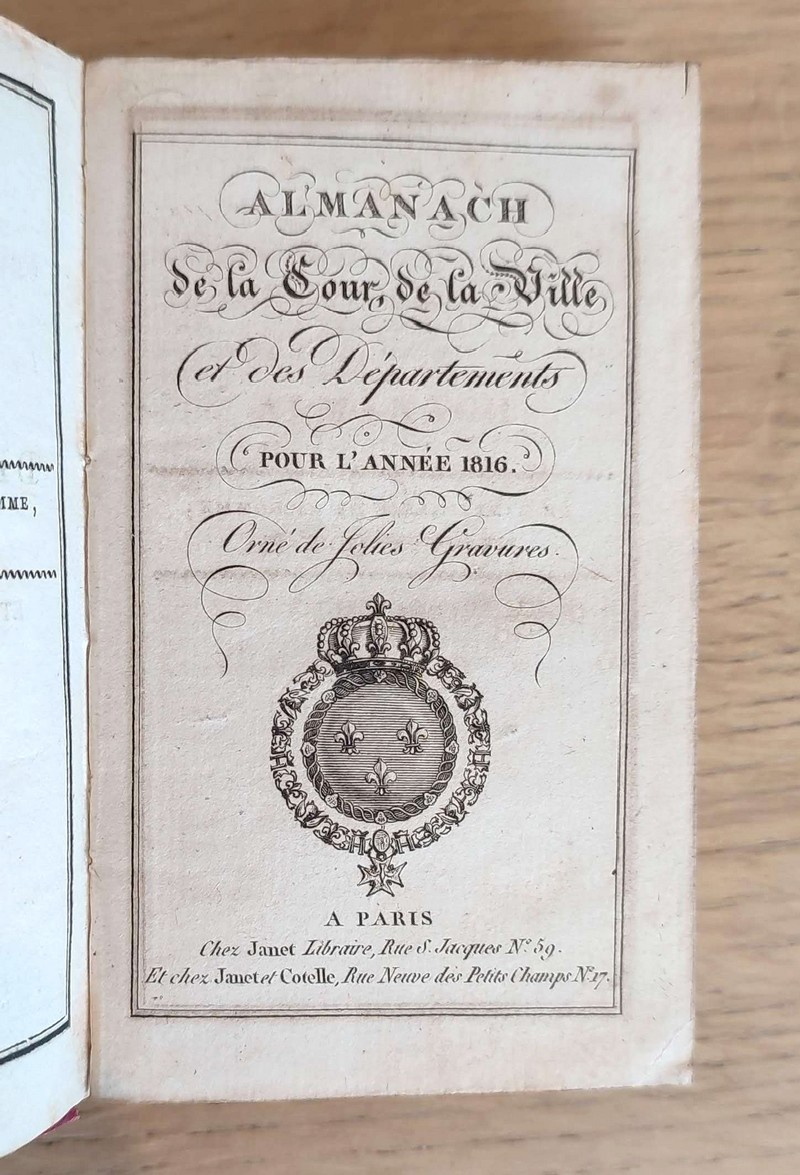 ALMANACH
de la Cour, de la Ville
et des Départements
POUR L'ANNÉE 1816.
Orné de Jolies Gravures.
A PARIS
Chez Janet Libraire, Rue S. Jacques N.º 59.
Et chez Janet et Cotelle, Rue Neuve des Petits Champs Nº 17.